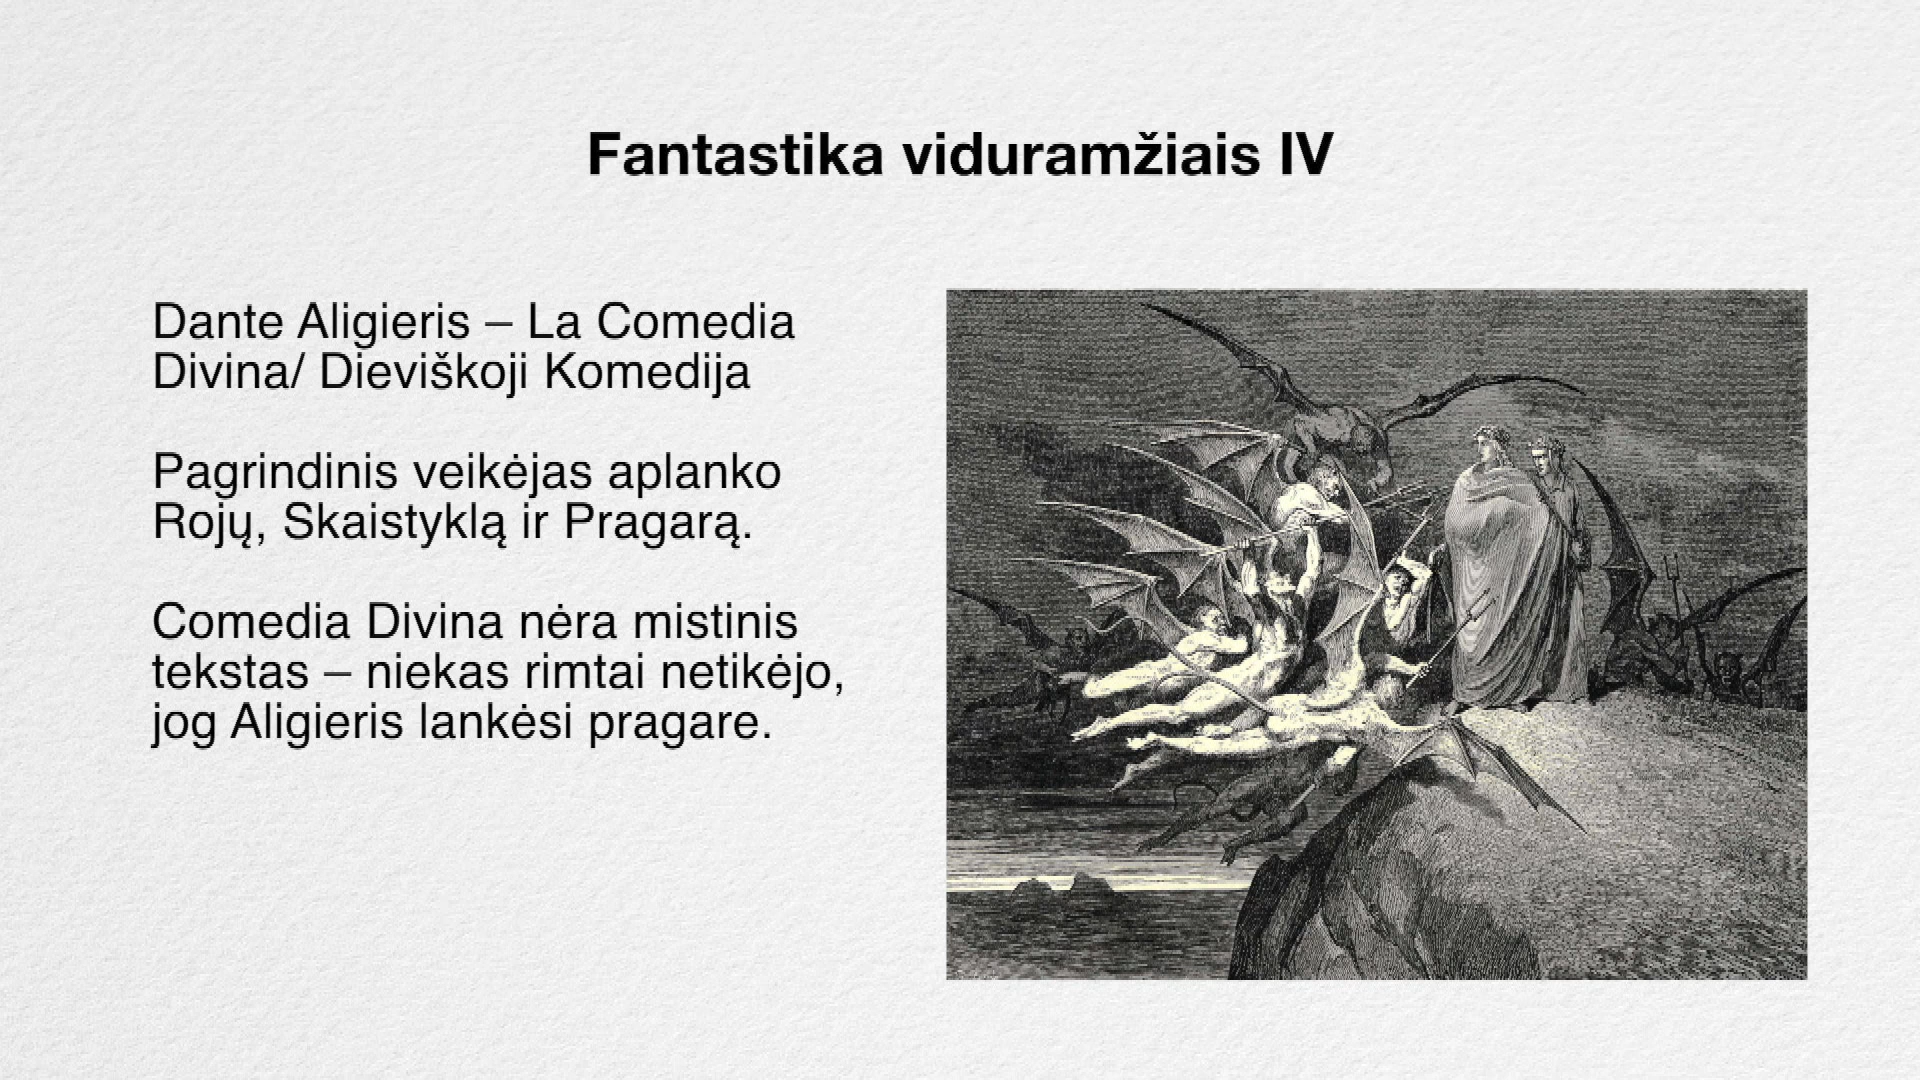 Fantastika viduramžiais IV
Dante Aligieris – La Comedia
Divina/ Dieviškoji Komedija
Pagrindinis veikėjas aplanko
Rojų, Skaistyklą ir Pragarą.
Comedia Divina nėra mistinis
tekstas – niekas rimtai netikėjo,
jog Aligieris lankėsi pragare.